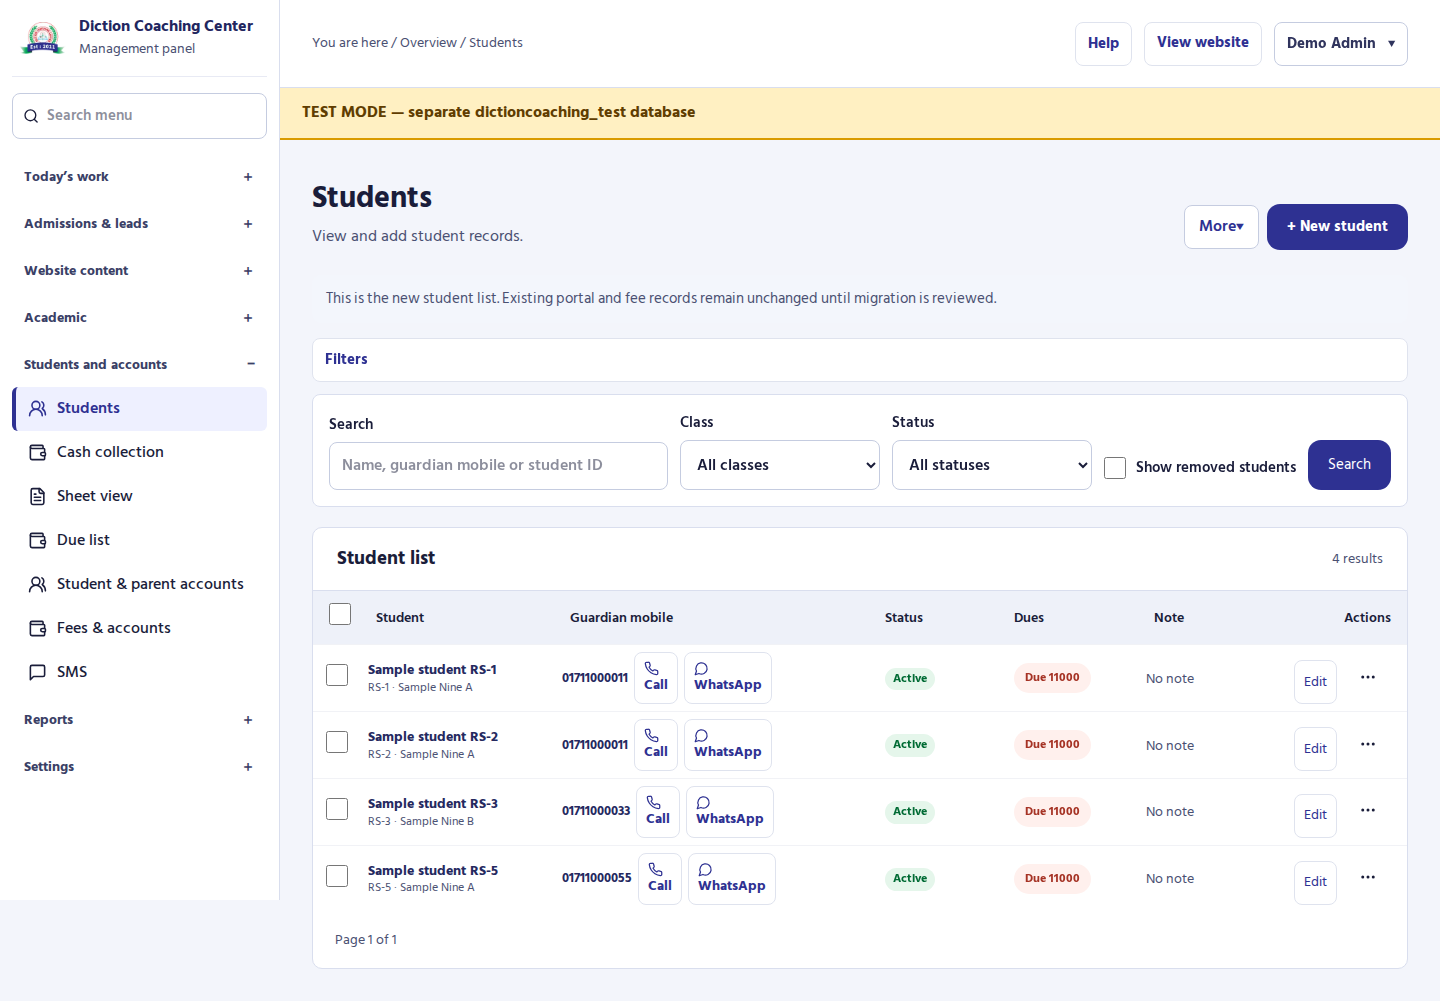 Diction Coaching Center
Management panel
Est : 2011
Search menu
Today's work +
Admissions & leads +
Website content +
Academic +
Students and accounts −
Students
Cash collection
Sheet view
Due list
Student & parent accounts
Fees & accounts
SMS
Reports +
Settings +
You are here / Overview / Students
Help
View website
Demo Admin ▾
TEST MODE — separate dictioncoaching_test database
Students
View and add student records.
More▾
+ New student
This is the new student list. Existing portal and fee records remain unchanged until migration is reviewed.
Filters
Search
Name, guardian mobile or student ID
Class
All classes
Status
All statuses
Show removed students
Search
Student list
4 results
Student Guardian mobile Status Dues Note Actions
Sample student RS-1
RS-1 · Sample Nine A
01711000011 Call WhatsApp Active Due 11000 No note Edit ···
Sample student RS-2
RS-2 · Sample Nine A
01711000011 Call WhatsApp Active Due 11000 No note Edit ···
Sample student RS-3
RS-3 · Sample Nine B
01711000033 Call WhatsApp Active Due 11000 No note Edit ···
Sample student RS-5
RS-5 · Sample Nine A
01711000055 Call WhatsApp Active Due 11000 No note Edit ···
Page 1 of 1